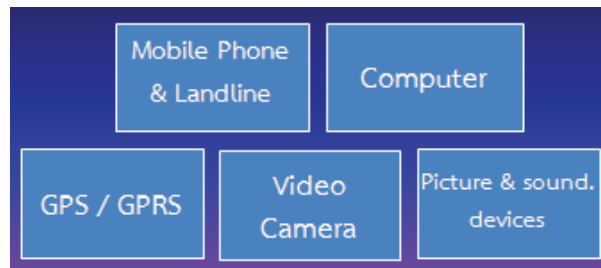 Mobile Phone
& Landline
Computer
GPS / GPRS
Video
Camera
Picture & sound.
devices